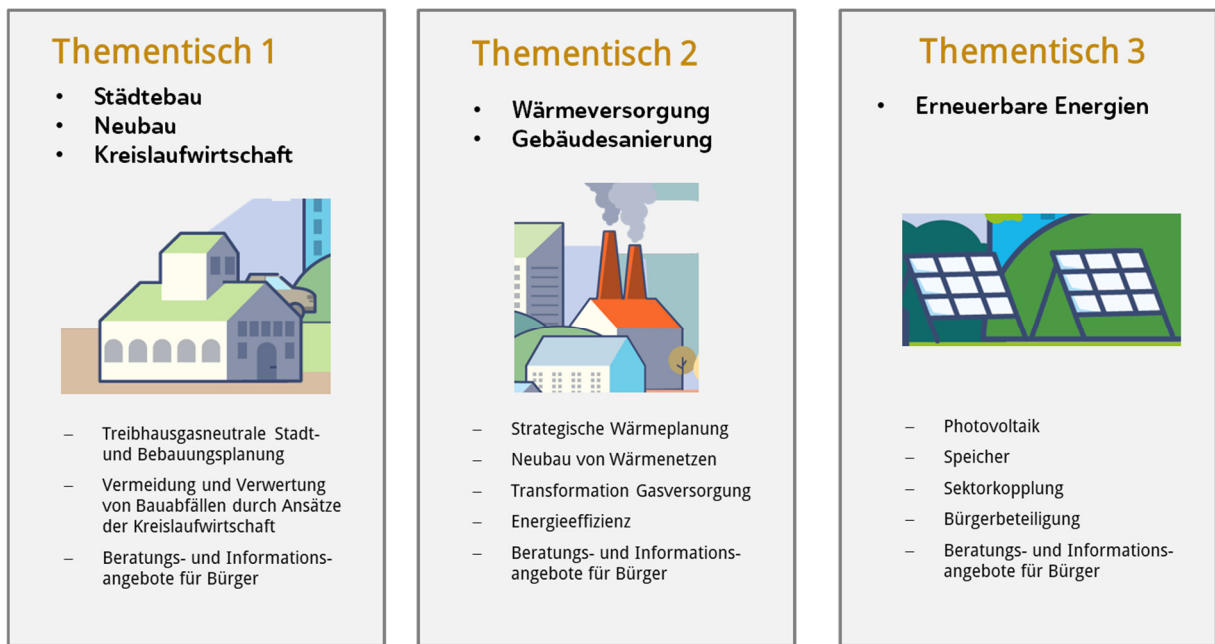 Thementisch 1
• Städtebau
• Neubau
• Kreislaufwirtschaft
– Treibhausgasneutrale Stadt-
und Bebauungsplanung
– Vermeidung und Verwertung
von Bauabfällen durch Ansätze
der Kreislaufwirtschaft
– Beratungs- und Informations-
angebote für Bürger
Thementisch 2
• Wärmeversorgung
• Gebäudesanierung
– Strategische Wärmeplanung
– Neubau von Wärmenetzen
– Transformation Gasversorgung
– Energieeffizienz
– Beratungs- und Informations-
angebote für Bürger
Thementisch 3
• Erneuerbare Energien
– Photovoltaik
– Speicher
– Sektorkopplung
– Bürgerbeteiligung
– Beratungs- und Informations-
angebote für Bürger